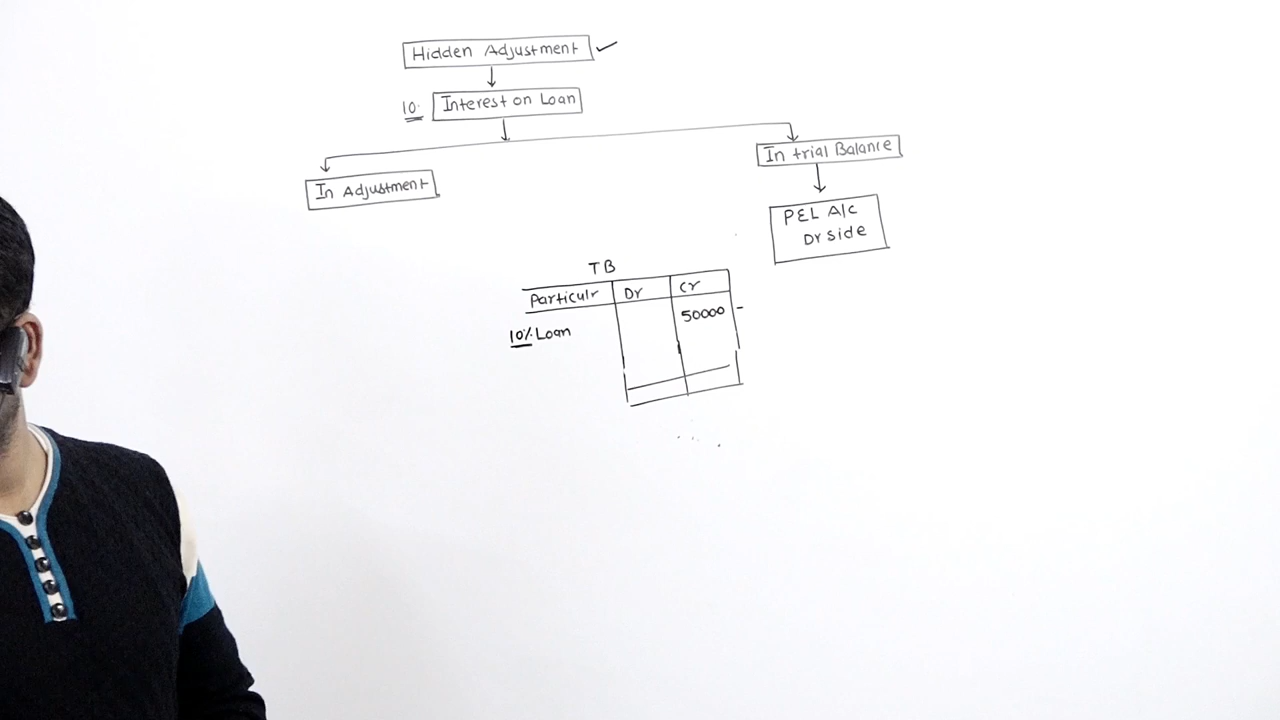 Hidden Adjustment ✓
10. Interest on Loan
In Adjustment
In trial Balance
P&L A/c
Dr side
TB
Particulr Dr Cr
50000 -
10% Loan